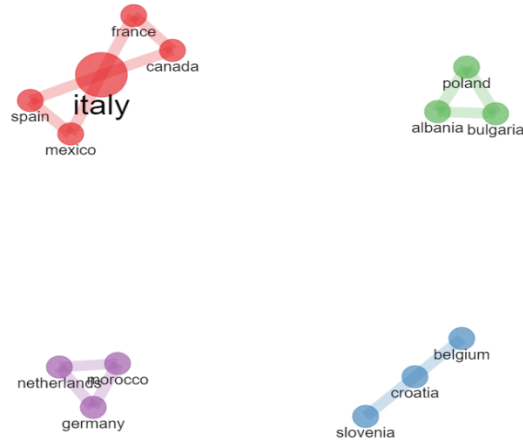 france
canada
italy
spain
mexico
poland
albania
bulgaria
netherlands
morocco
germany
belgium
croatia
slovenia